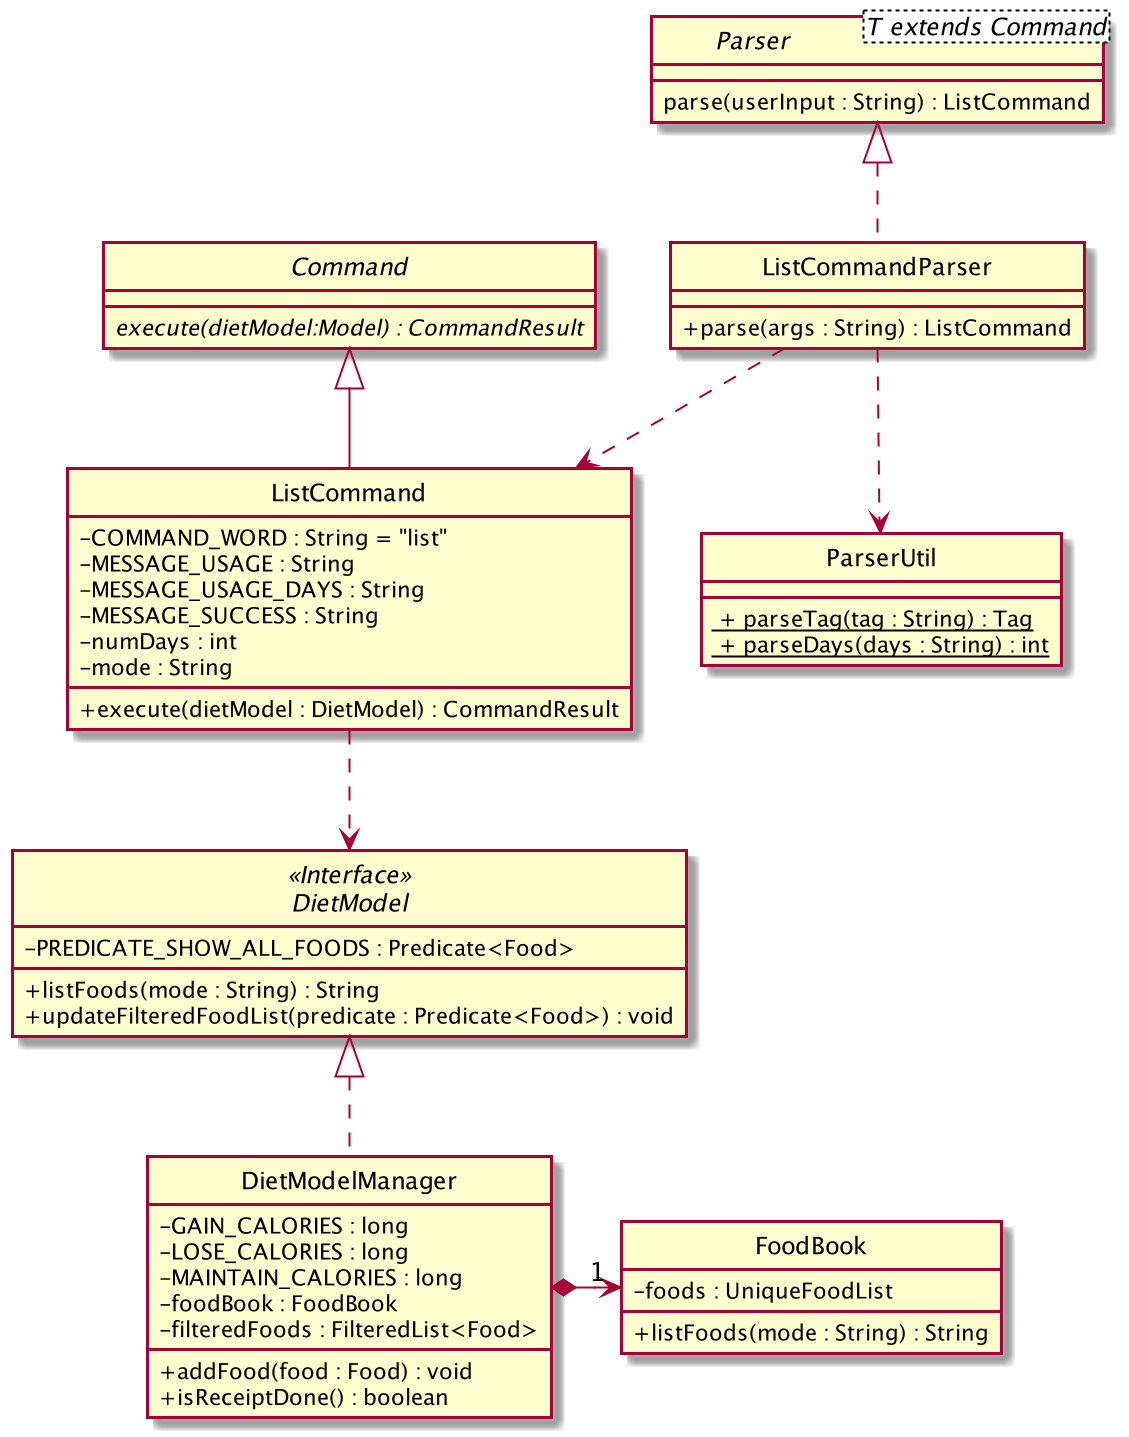 Parser
T extends Command
parse(userInput : String) : ListCommand
Command
execute(dietModel:Model) : CommandResult
ListCommandParser
+parse(args : String) : ListCommand
ListCommand
-COMMAND_WORD : String = "list"
-MESSAGE_USAGE : String
-MESSAGE_USAGE_DAYS : String
-MESSAGE_SUCCESS : String
-numDays : int
-mode : String
+execute(dietModel : DietModel) : CommandResult
ParserUtil
+ parseTag(tag : String) : Tag
+ parseDays(days : String) : int
«Interface»
DietModel
-PREDICATE_SHOW_ALL_FOODS : Predicate<Food>
+listFoods(mode : String) : String
+updateFilteredFoodList(predicate : Predicate<Food>) : void
DietModelManager
-GAIN_CALORIES : long
-LOSE_CALORIES : long
-MAINTAIN_CALORIES : long
-foodBook : FoodBook
-filteredFoods : FilteredList<Food>
+addFood(food : Food) : void
+isReceiptDone() : boolean
1
FoodBook
-foods : UniqueFoodList
+listFoods(mode : String) : String